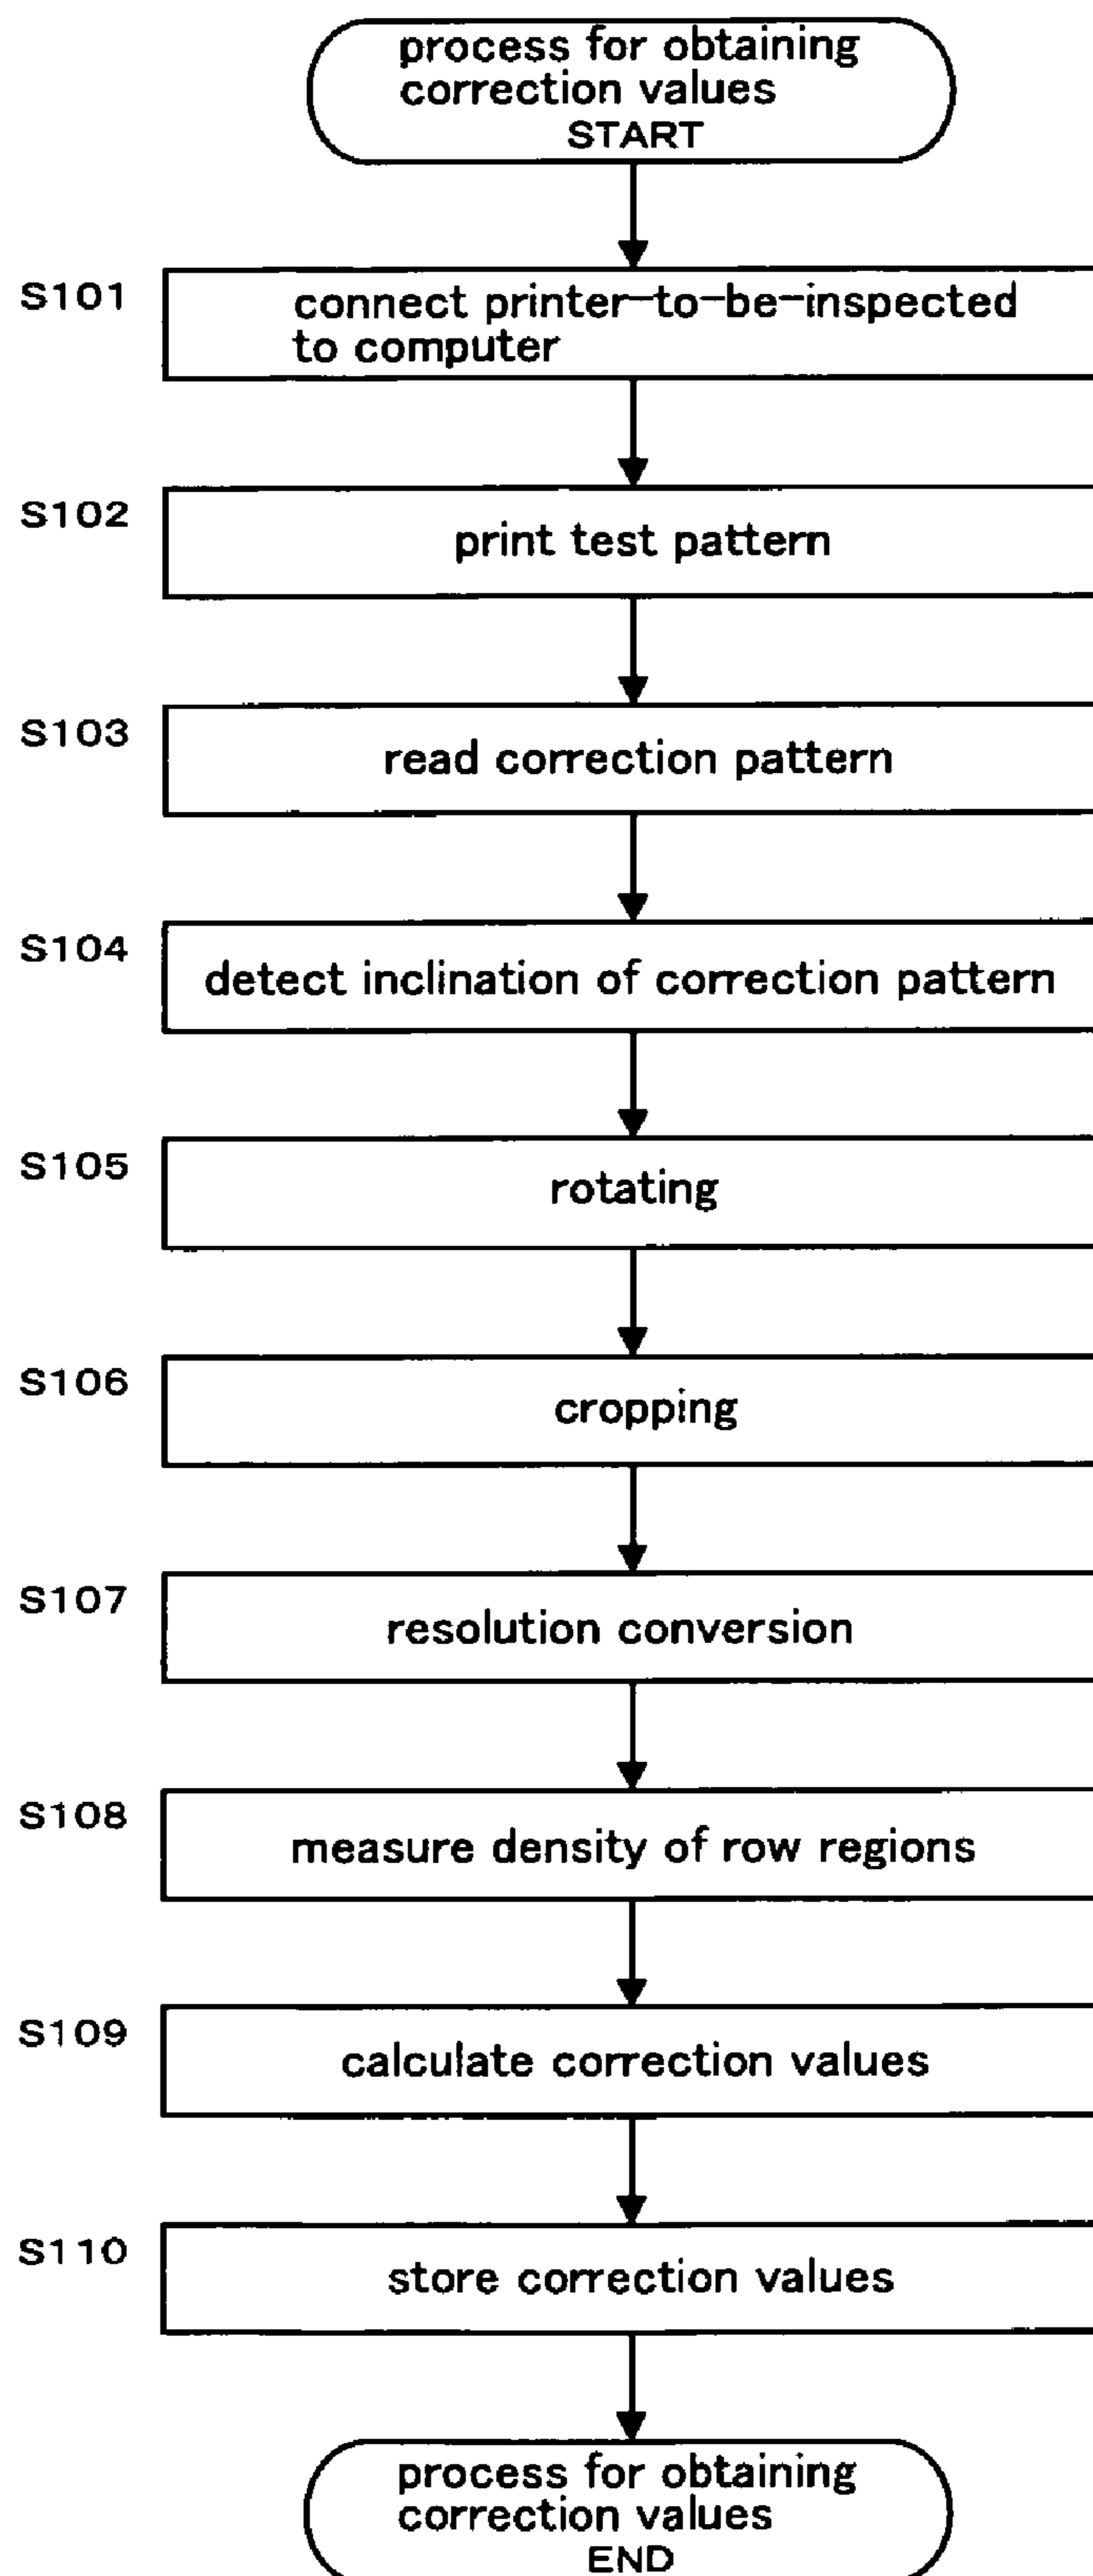 process for obtaining
correction values
START
S101
connect printer-to-be-inspected
to computer
S102
print test pattern
S103
read correction pattern
S104
detect inclination of correction pattern
S105
rotating
S106
cropping
S107
resolution conversion
S108
measure density of row regions
S109
calculate correction values
S110
store correction values
process for obtaining
correction values
END